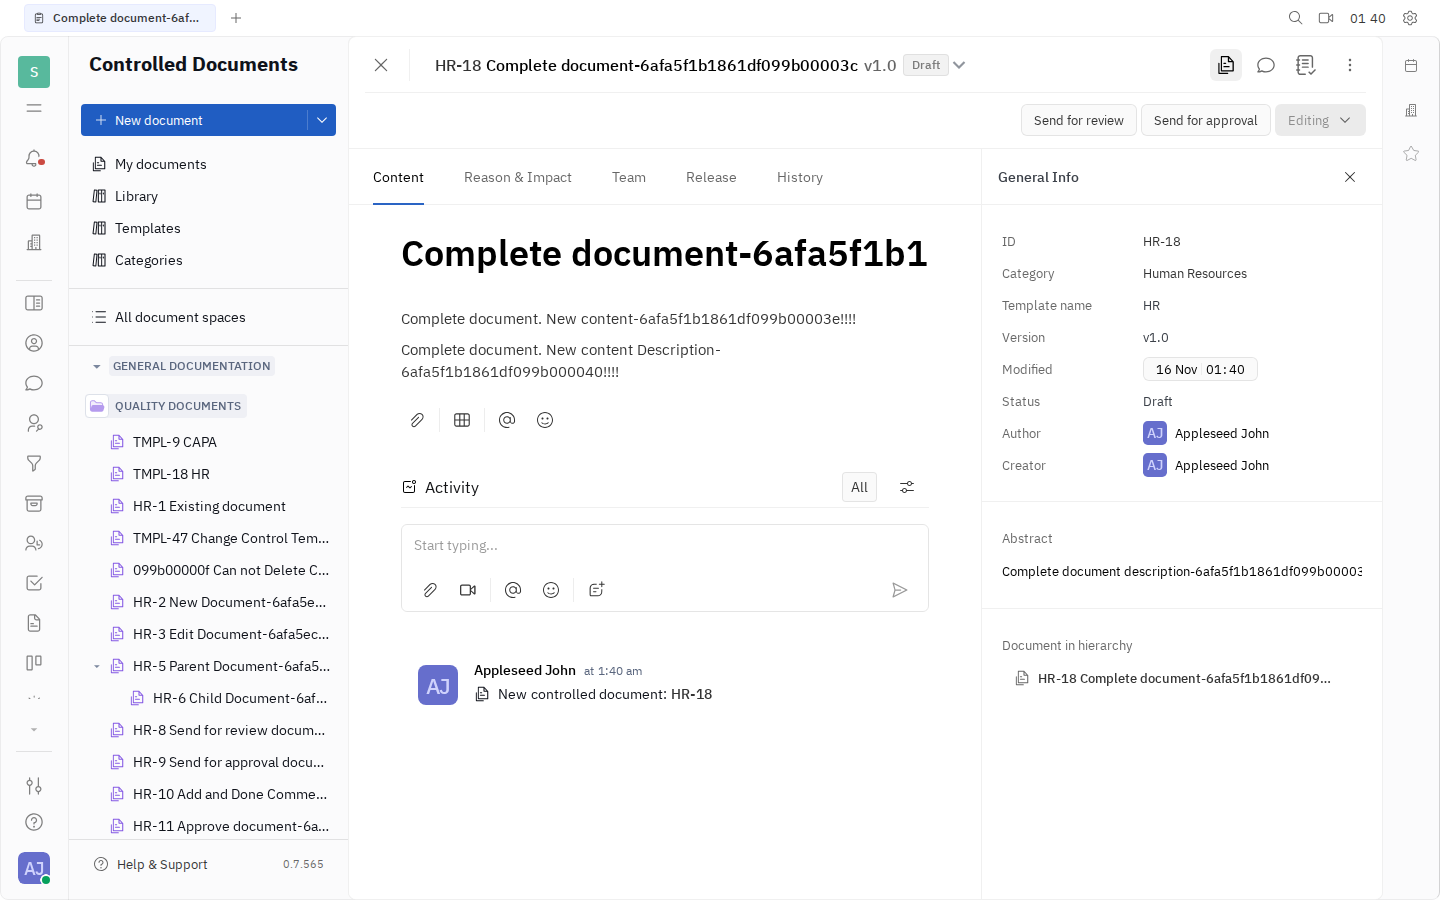 Complete document-6af...
01 40
S
Controlled Documents
New document
My documents
Library
Templates
Categories
All document spaces
GENERAL DOCUMENTATION
QUALITY DOCUMENTS
TMPL-9 CAPA
TMPL-18 HR
HR-1 Existing document
TMPL-47 Change Control Tem...
099b00000f Can not Delete C...
HR-2 New Document-6afa5e...
HR-3 Edit Document-6afa5ec...
HR-5 Parent Document-6afa5...
HR-6 Child Document-6af...
HR-8 Send for review docum...
HR-9 Send for approval docu...
HR-10 Add and Done Comme...
HR-11 Approve document-6a...
Help & Support
0.7.565
AJ
HR-18 Complete document-6afa5f1b1861df099b00003c v1.0 Draft
Send for review
Send for approval
Editing
Content
Reason & Impact
Team
Release
History
Complete document-6afa5f1b1
Complete document. New content-6afa5f1b1861df099b00003e!!!!
Complete document. New content Description-
6afa5f1b1861df099b000040!!!!
Activity
All
Start typing...
AJ
Appleseed John at 1:40 am
New controlled document: HR-18
General Info
ID HR-18
Category Human Resources
Template name HR
Version v1.0
Modified 16 Nov 01:40
Status Draft
Author AJ Appleseed John
Creator AJ Appleseed John
Abstract
Complete document description-6afa5f1b1861df099b00003
Document in hierarchy
HR-18 Complete document-6afa5f1b1861df09...